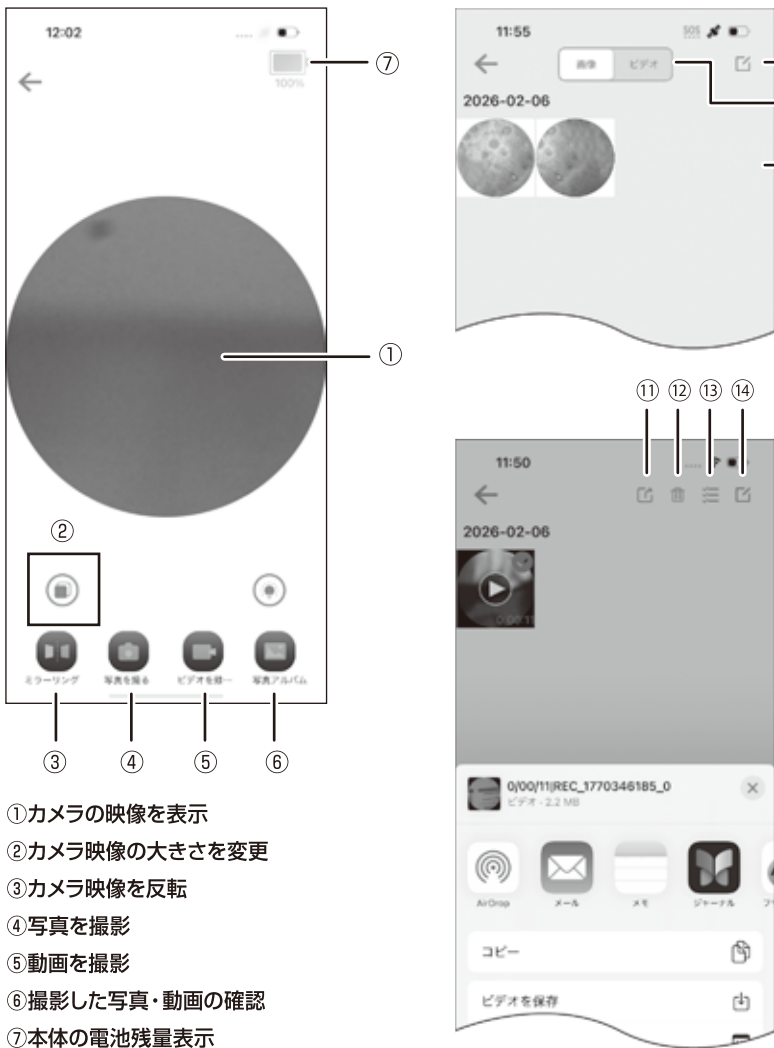 12:02
⑦
100%
①
②
ミラーリング
写真を撮る
ビデオを録…
写真アルバム
③
④
⑤
⑥
①カメラの映像を表示
②カメラ映像の大きさを変更
③カメラ映像を反転
④写真を撮影
⑤動画を撮影
⑥撮影した写真・動画の確認
⑦本体の電池残量表示
11:55
SOS
画像
ビデオ
2026-02-06
⑪
⑫
⑬
⑭
11:50
2026-02-06
0:00:11
0/00/11|REC_1770346185_0
ビデオ・2.2 MB
AirDrop
メール
メモ
ジャーナル
コピー
ビデオを保存